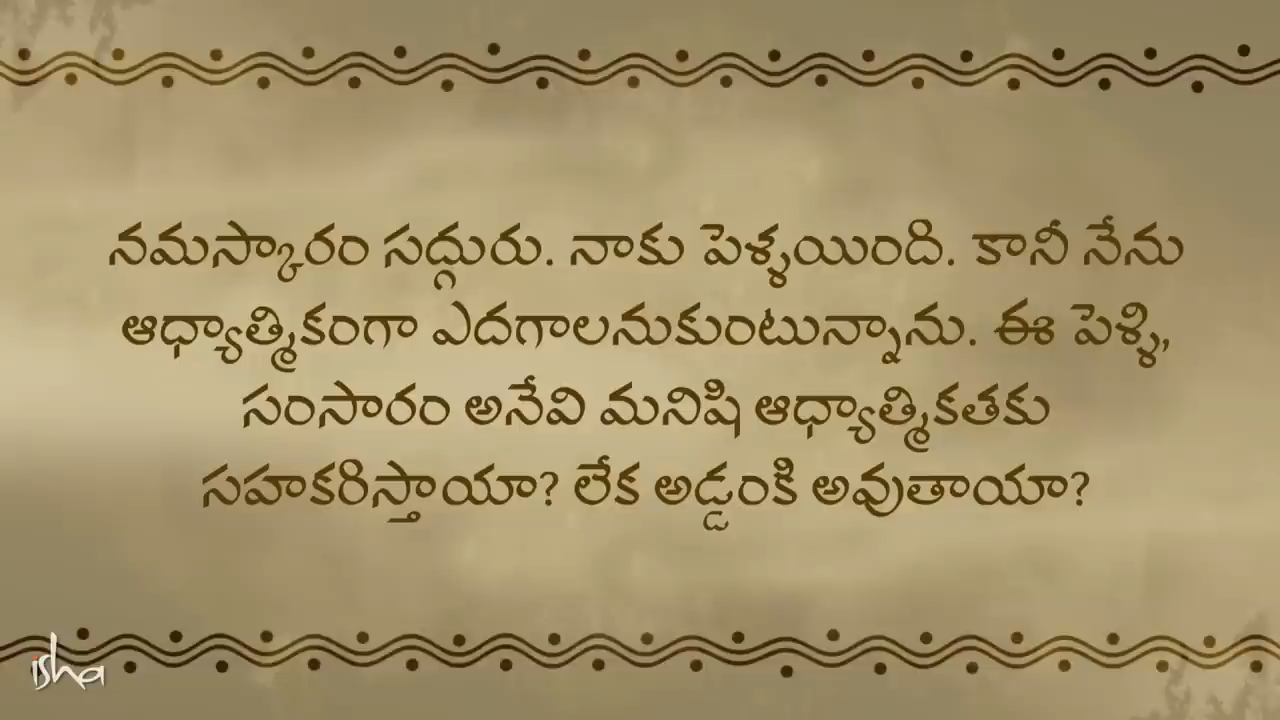 నమస్కారం సద్గురు. నాకు పెళ్ళయింది. కానీ నేను
ఆధ్యాత్మికంగా ఎదగాలనుకుంటున్నాను. ఈ పెళ్ళి,
సంసారం అనేవి మనిషి ఆధ్యాత్మికతకు
సహకరిస్తాయా? లేక అడ్డంకి అవుతాయా?
isha